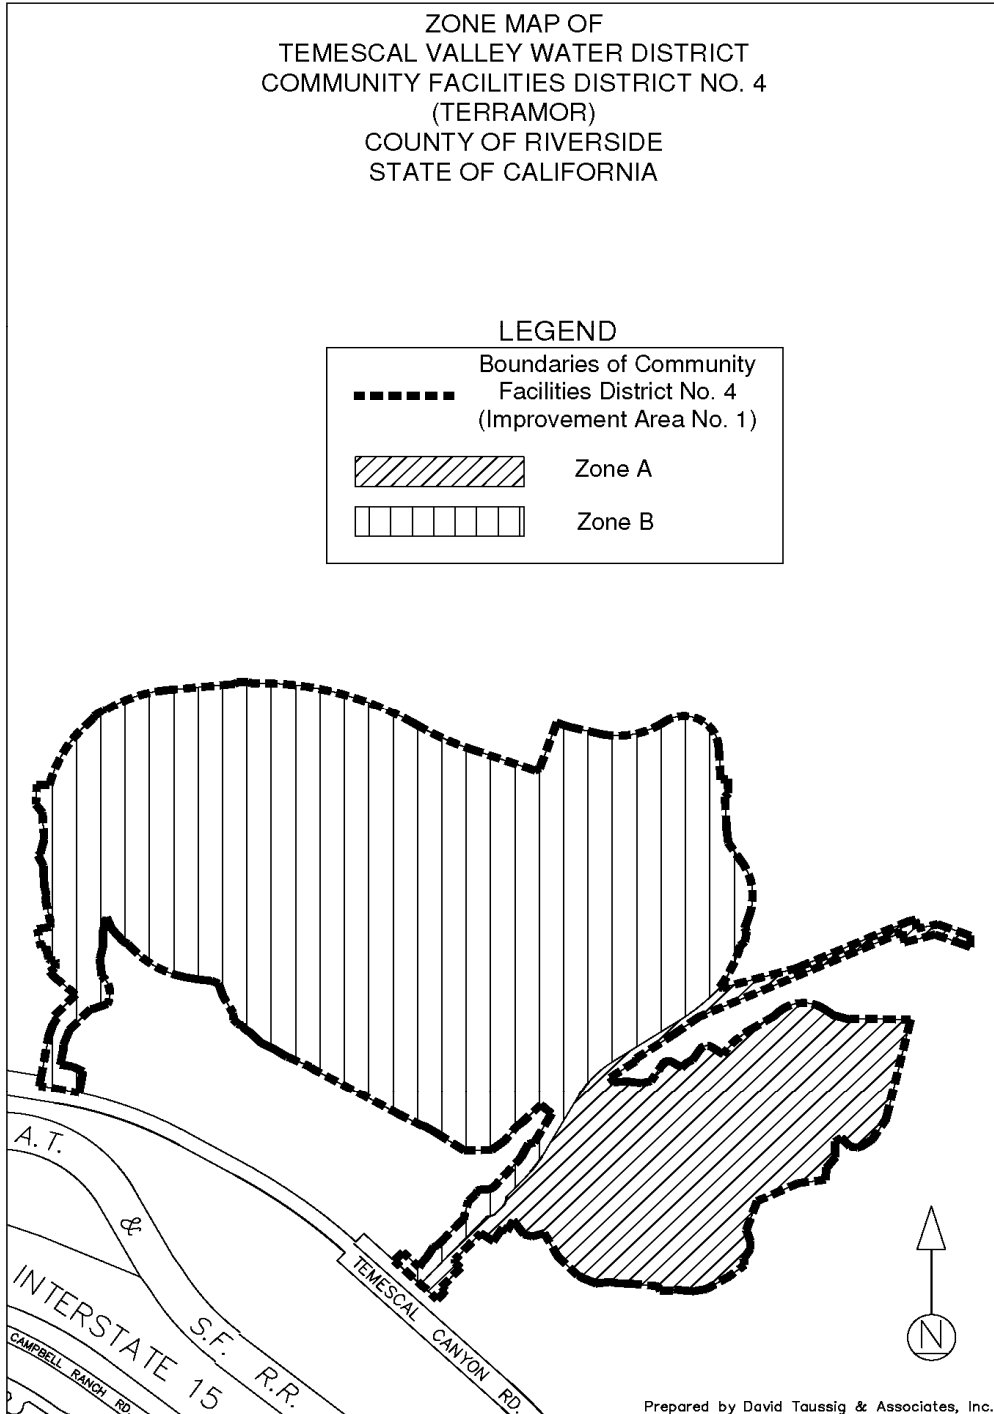 ZONE MAP OF
TEMESCAL VALLEY WATER DISTRICT
COMMUNITY FACILITIES DISTRICT NO. 4
(TERRAMOR)
COUNTY OF RIVERSIDE
STATE OF CALIFORNIA
LEGEND
Boundaries of Community
Facilities District No. 4
(Improvement Area No. 1)
Zone A
Zone B
A.T.
&
S.F. R.R.
INTERSTATE 15
CAMPBELL RANCH RD.
TEMESCAL CANYON RD.
N
Prepared by David Taussig & Associates, Inc.